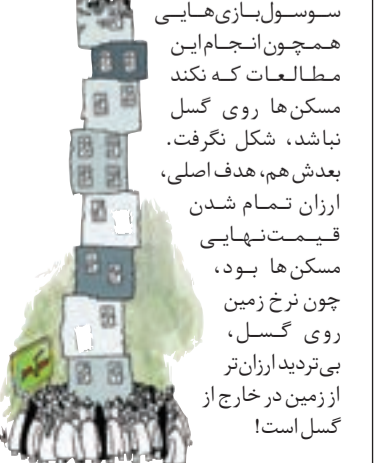 سوسول‌بازی‌هایی
همچون انجام این
مطالعات که نکند
مسکن‌ها روی گسل
نباشد، شکل نگرفت.
بعدش هم، هدف اصلی،
ارزان تمام شدن
قیمت نهایی
مسکن‌ها بود،
چون نرخ زمین
روی گسل،
بی‌تردید ارزان‌تر
از زمین در خارج از
گسل است!